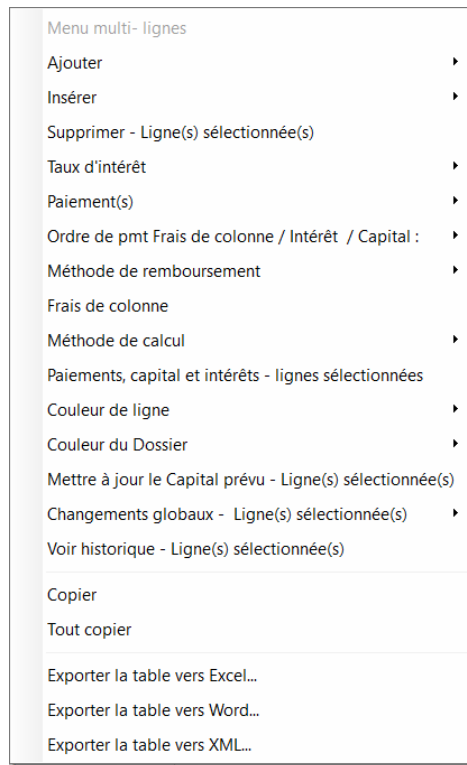 Menu multi- lignes
Ajouter
Insérer
Supprimer - Ligne(s) sélectionnée(s)
Taux d'intérêt
Paiement(s)
Ordre de pmt Frais de colonne / Intérêt / Capital :
Méthode de remboursement
Frais de colonne
Méthode de calcul
Paiements, capital et intérêts - lignes sélectionnées
Couleur de ligne
Couleur du Dossier
Mettre à jour le Capital prévu - Ligne(s) sélectionnée(s)
Changements globaux - Ligne(s) sélectionnée(s)
Voir historique - Ligne(s) sélectionnée(s)
Copier
Tout copier
Exporter la table vers Excel...
Exporter la table vers Word...
Exporter la table vers XML...